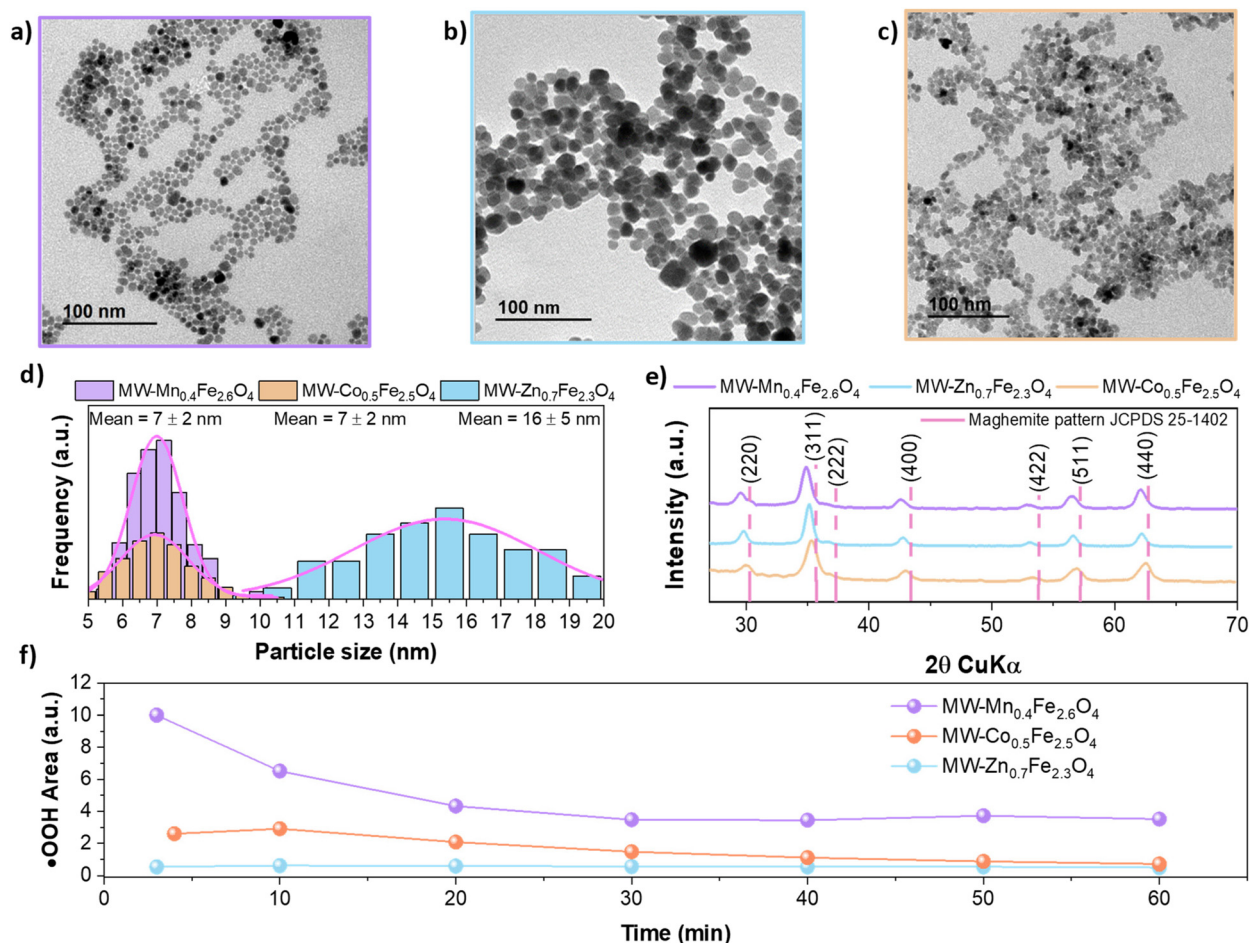 a)
b)
c)
100 nm
100 nm
100 nm
d)
MW-Mn0.4Fe2.6O4 MW-Co0.5Fe2.5O4 MW-Zn0.7Fe2.3O4
Mean = 7 ± 2 nm Mean = 7 ± 2 nm Mean = 16 ± 5 nm
Frequency (a.u.)
5 6 7 8 9 10 11 12 13 14 15 16 17 18 19 20
Particle size (nm)
e)
MW-Mn0.4Fe2.6O4 MW-Zn0.7Fe2.3O4 MW-Co0.5Fe2.5O4
Maghemite pattern JCPDS 25-1402
(220) (311) (222) (400) (422) (511) (440)
Intensity (a.u.)
30 40 50 60 70
2θ CuKα
f)
12
10
8
6
4
2
0
●OOH Area (a.u.)
MW-Mn0.4Fe2.6O4
MW-Co0.5Fe2.5O4
MW-Zn0.7Fe2.3O4
0 10 20 30 40 50 60
Time (min)